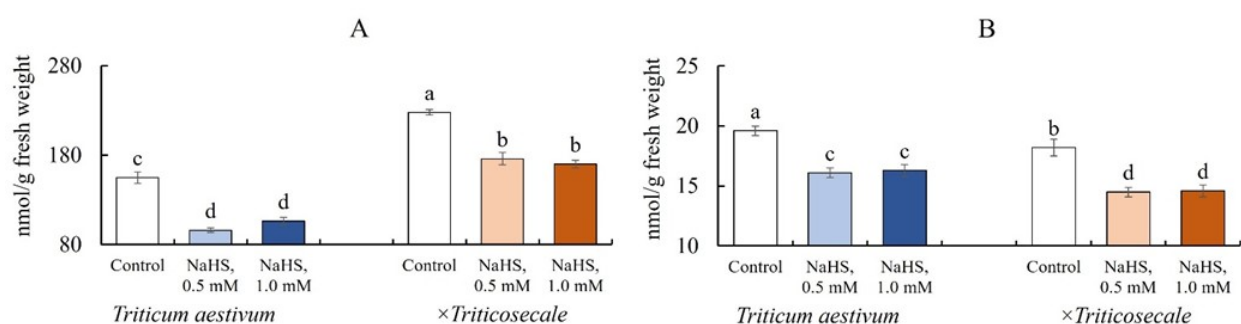 A
nmol/g fresh weight
280
180
80
c
d
d
a
b
b
Control
NaHS,
0.5 mM
NaHS,
1.0 mM
Control
NaHS,
0.5 mM
NaHS,
1.0 mM
Triticum aestivum
×Triticosecale
B
nmol/g fresh weight
25
20
15
10
a
c
c
b
d
d
Control
NaHS,
0.5 mM
NaHS,
1.0 mM
Control
NaHS,
0.5 mM
NaHS,
1.0 mM
Triticum aestivum
×Triticosecale